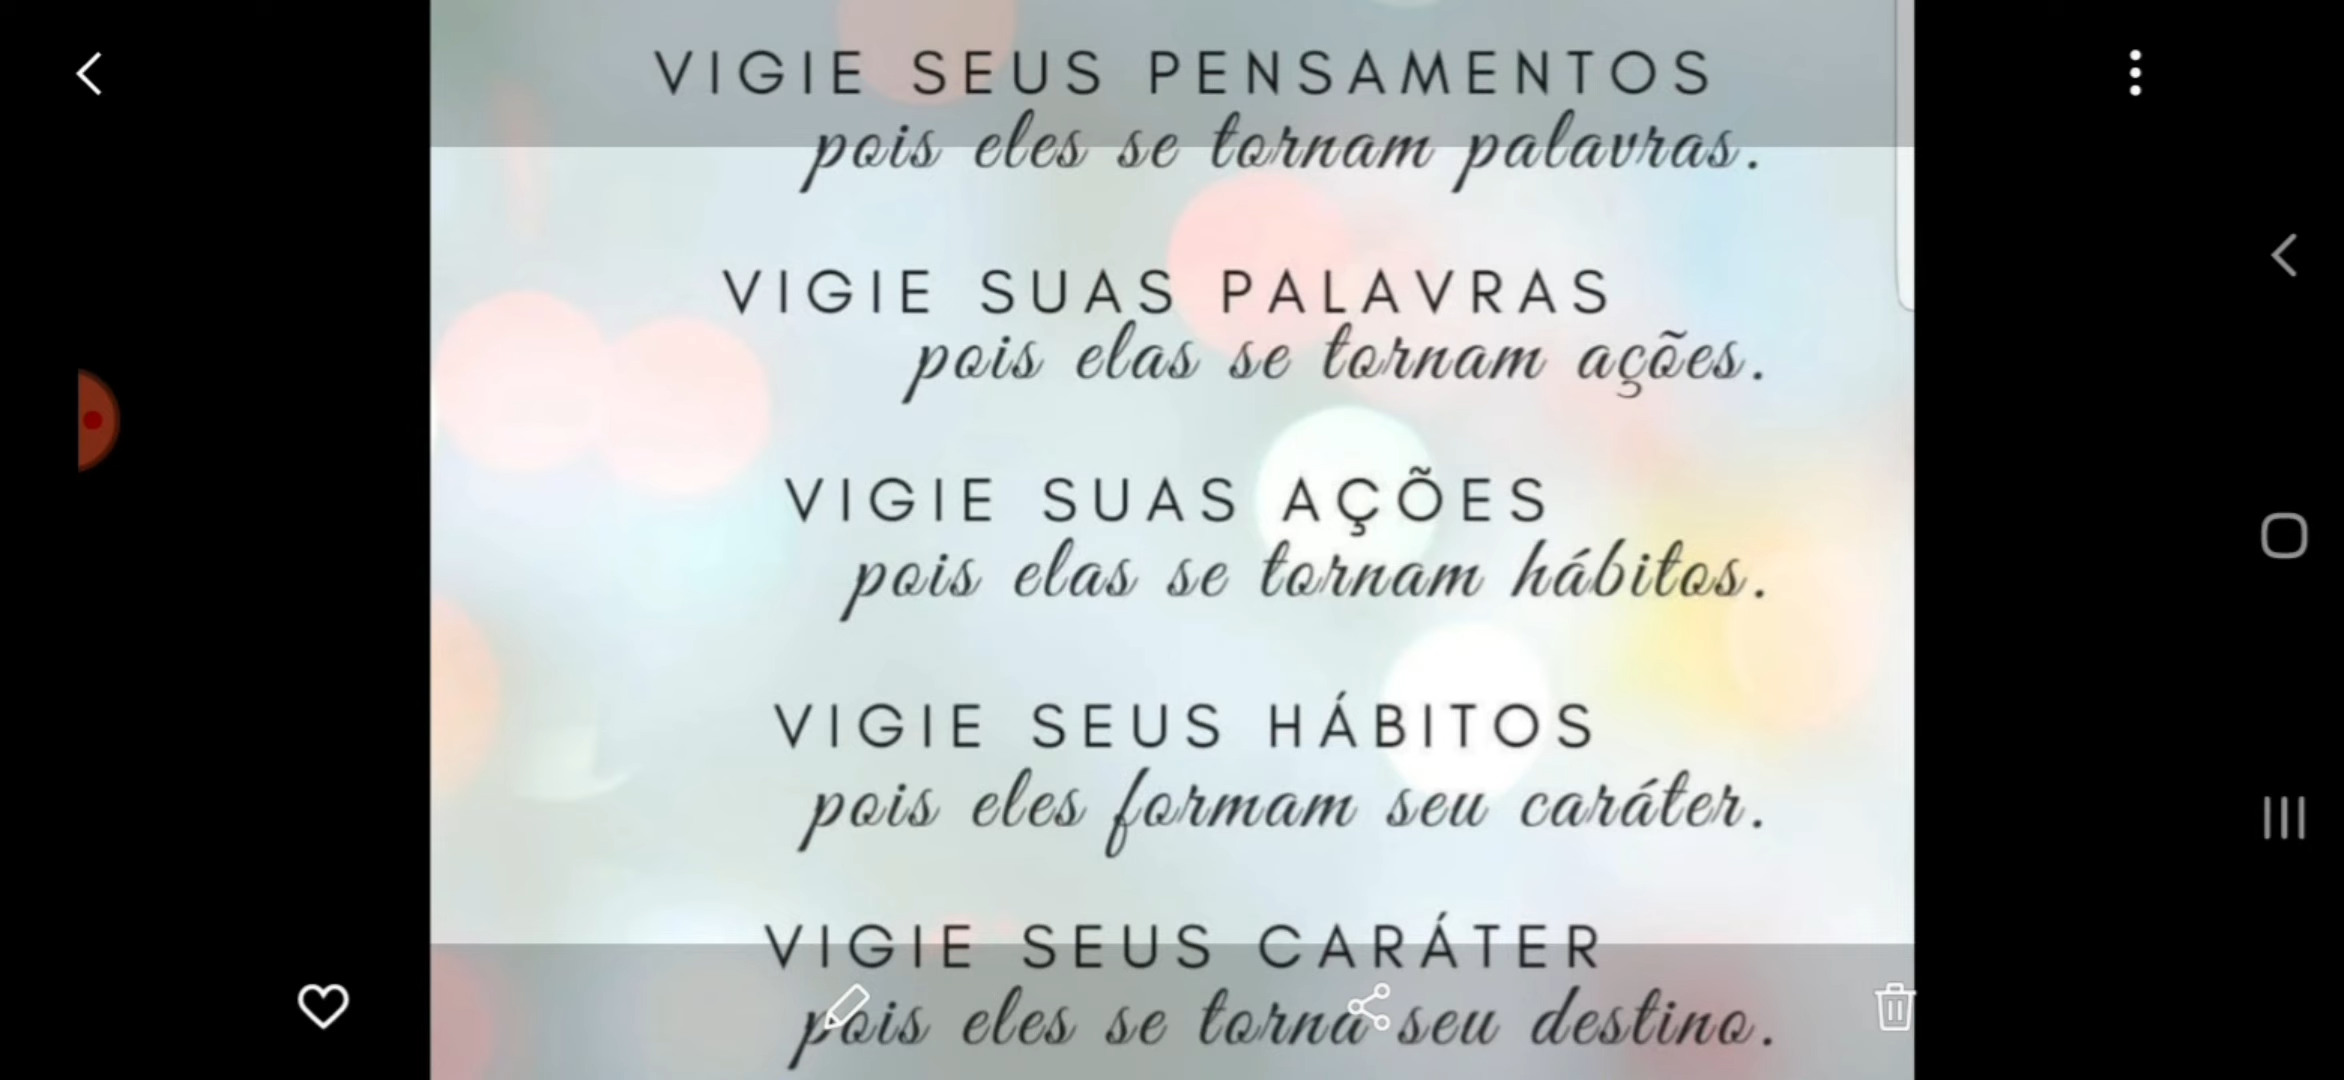 VIGIE SEUS PENSAMENTOS
pois eles se tornam palavras.
VIGIE SUAS PALAVRAS
pois elas se tornam ações.
VIGIE SUAS AÇÕES
pois elas se tornam hábitos.
VIGIE SEUS HÁBITOS
pois eles formam seu caráter.
VIGIE SEUS CARÁTER
pois eles se torna seu destino.